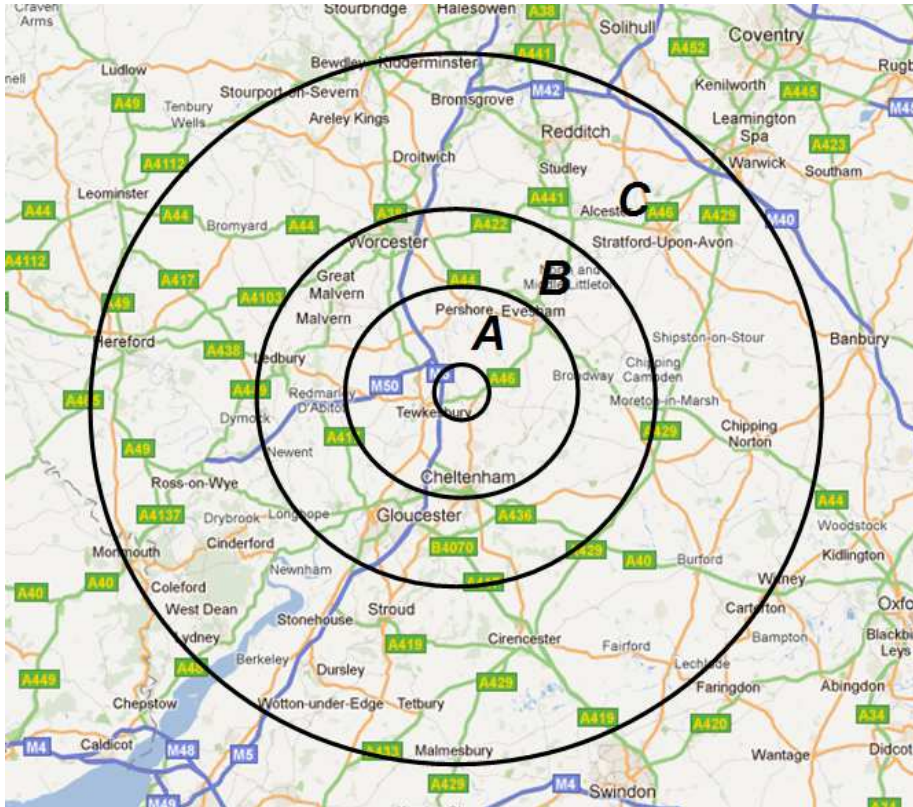 Craven
Arms
Stourbridge
Halesowen
A38
Solihull
Coventry
A452
A441
Ludlow
Bewdley
Kidderminster
Kenilworth
Stourport-on-Severn
Bromsgrove
M42
A445
A49
Tenbury
Wells
Areley Kings
Redditch
Leamington
Spa
A423
Droitwich
Studley
Warwick
Southam
A4112
Leominster
A441
C
A44
A44
Bromyard
A44
A38
A422
Alcester
A46
A429
M40
Worcester
Stratford-Upon-Avon
A4112
A417
Great
Malvern
A44
B
A49
A4103
Pershore
Evesham
Malvern
A
Shipston-on-Stour
Banbury
Hereford
A438
Ledbury
Chipping
Campden
M50
A46
Broadway
A465
A449
Redmarley
D'Abitot
Dymock
Tewkesbury
Moreton-in-Marsh
A429
Chipping
Norton
A49
Newent
Ross-on-Wye
Cheltenham
A44
A4137
Drybrook
Longhope
Gloucester
A436
Woodstock
Cinderford
B4070
A429
A40
Burford
Kidlington
Monmouth
Newnham
A40
A40
Coleford
Witney
West Dean
Stonehouse
Stroud
Carterton
Lydney
A419
Cirencester
Fairford
Bampton
A48
Berkeley
Dursley
Lechlade
A449
A429
Faringdon
Abingdon
Chepstow
Wotton-under-Edge
Tetbury
A419
A420
A34
M4
Caldicot
M48
M5
A433
Malmesbury
Wantage
Didcot
A429
M4
Swindon
M49